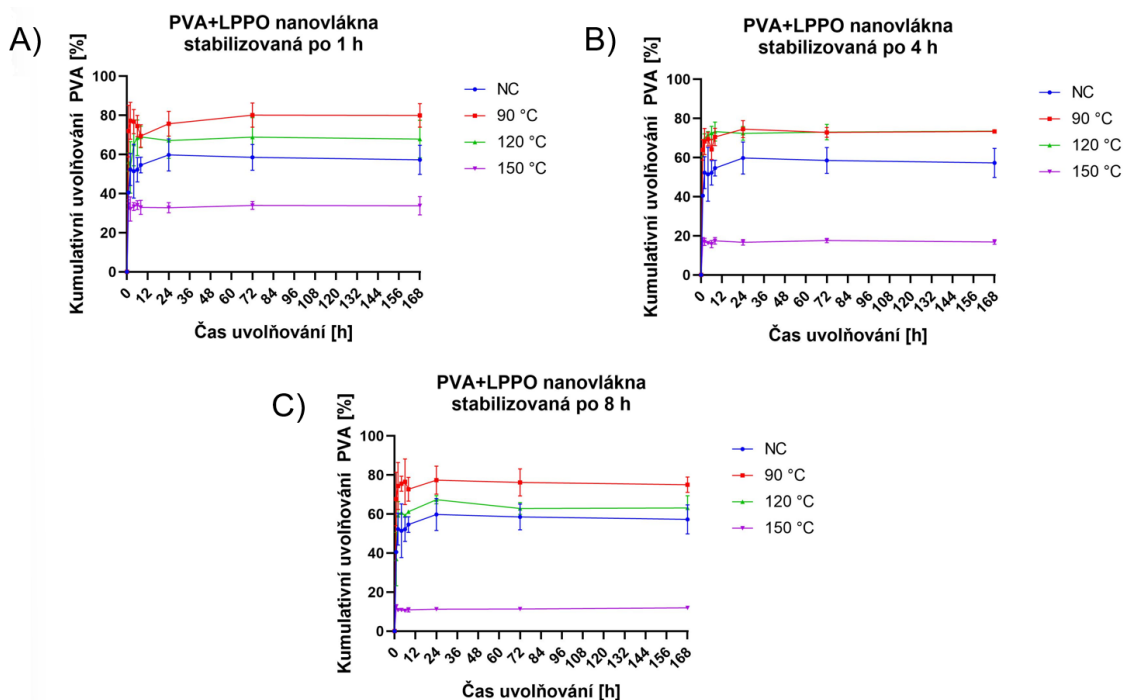 A)
PVA+LPPO nanovlákna
stabilizovaná po 1 h
Kumulativní uvolňování PVA [%]
100
80
60
40
20
0
0 12 24 36 48 60 72 84 96 108 120 132 144 156 168
Čas uvolňování [h]
NC
90 °C
120 °C
150 °C
B)
PVA+LPPO nanovlákna
stabilizovaná po 4 h
Kumulativní uvolňování PVA [%]
100
80
60
40
20
0
0 12 24 36 48 60 72 84 96 108 120 132 144 156 168
Čas uvolňování [h]
NC
90 °C
120 °C
150 °C
C)
PVA+LPPO nanovlákna
stabilizovaná po 8 h
Kumulativní uvolňování PVA [%]
100
80
60
40
20
0
0 12 24 36 48 60 72 84 96 108 120 132 144 156 168
Čas uvolňování [h]
NC
90 °C
120 °C
150 °C